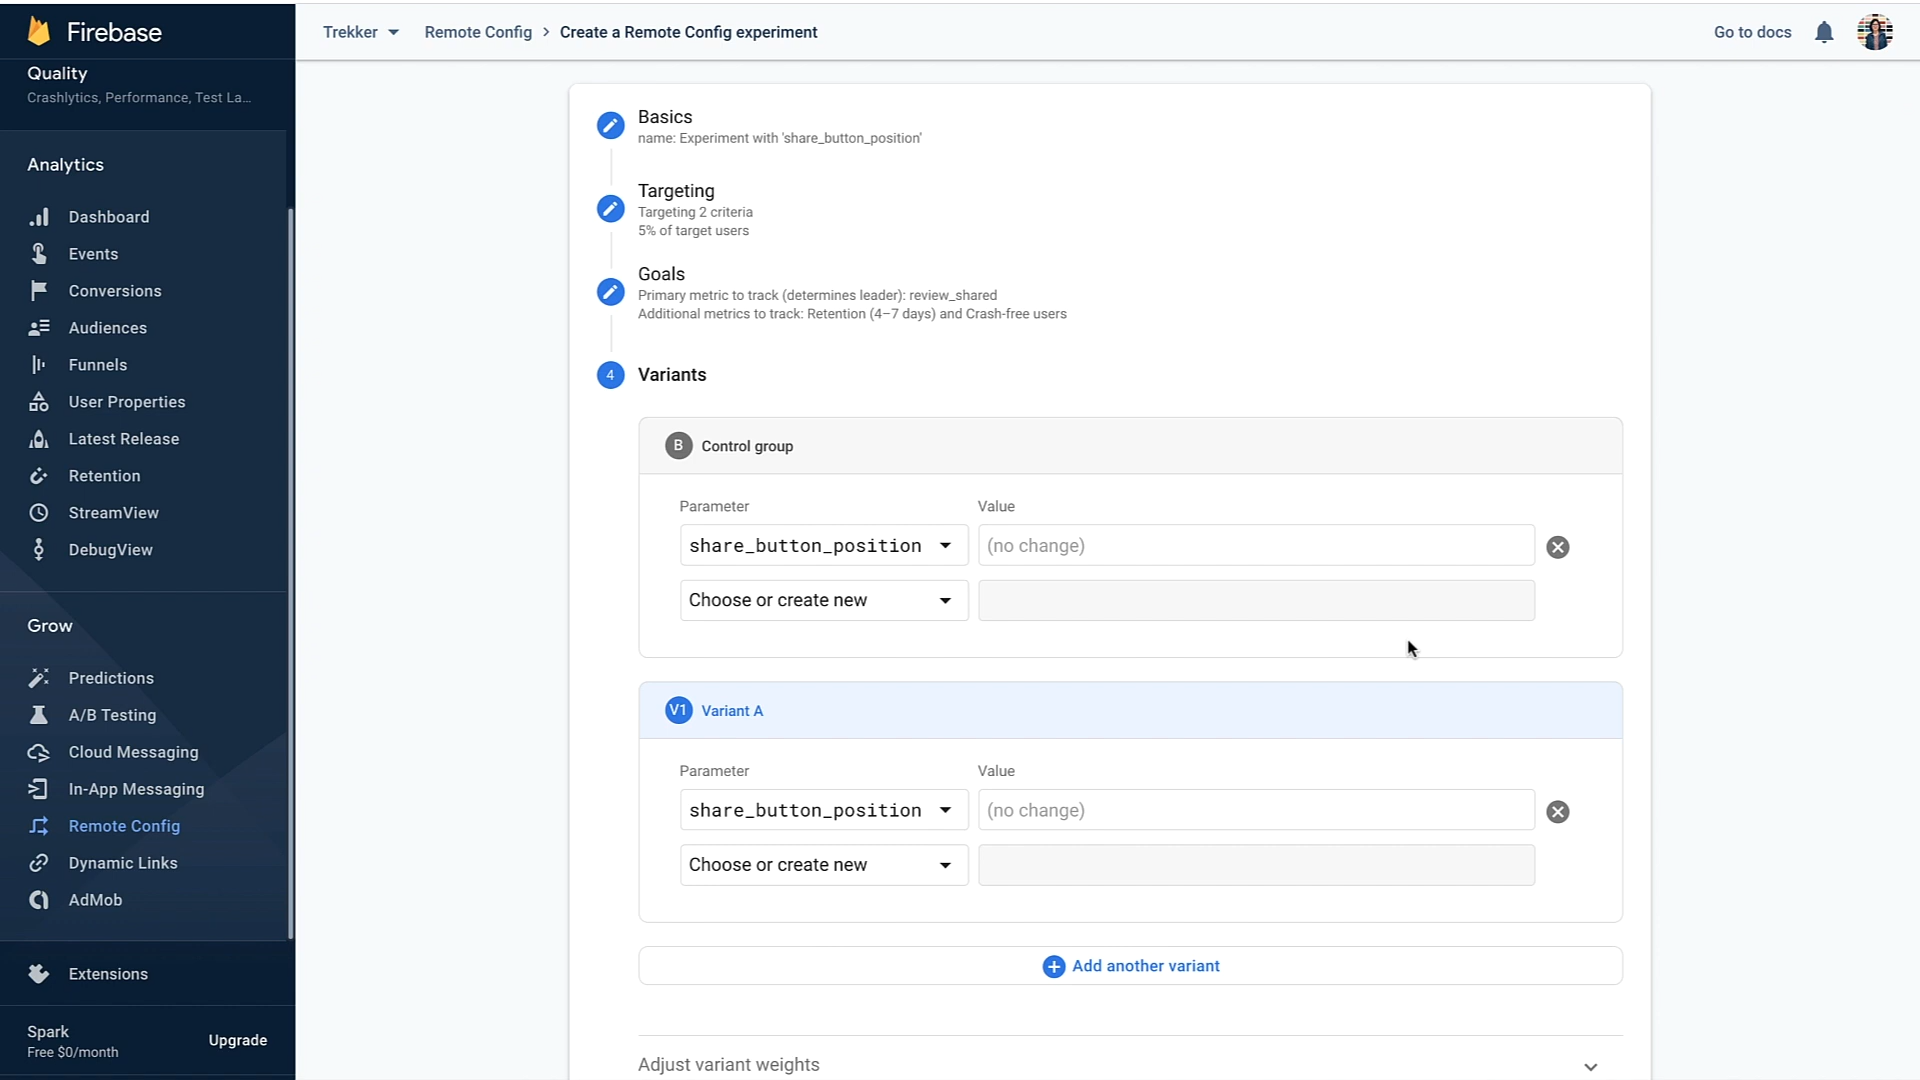 Firebase
Trekker
Remote Config > Create a Remote Config experiment
Go to docs
Quality
Crashlytics, Performance, Test La...
Analytics
Dashboard
Events
Conversions
Audiences
Funnels
User Properties
Latest Release
Retention
StreamView
DebugView
Grow
Predictions
A/B Testing
Cloud Messaging
In-App Messaging
Remote Config
Dynamic Links
AdMob
Extensions
Spark
Free $0/month
Upgrade
Basics
name: Experiment with 'share_button_position'
Targeting
Targeting 2 criteria
5% of target users
Goals
Primary metric to track (determines leader): review_shared
Additional metrics to track: Retention (4–7 days) and Crash-free users
4 Variants
B Control group
Parameter Value
share_button_position (no change)
Choose or create new
V1 Variant A
Parameter Value
share_button_position (no change)
Choose or create new
Add another variant
Adjust variant weights